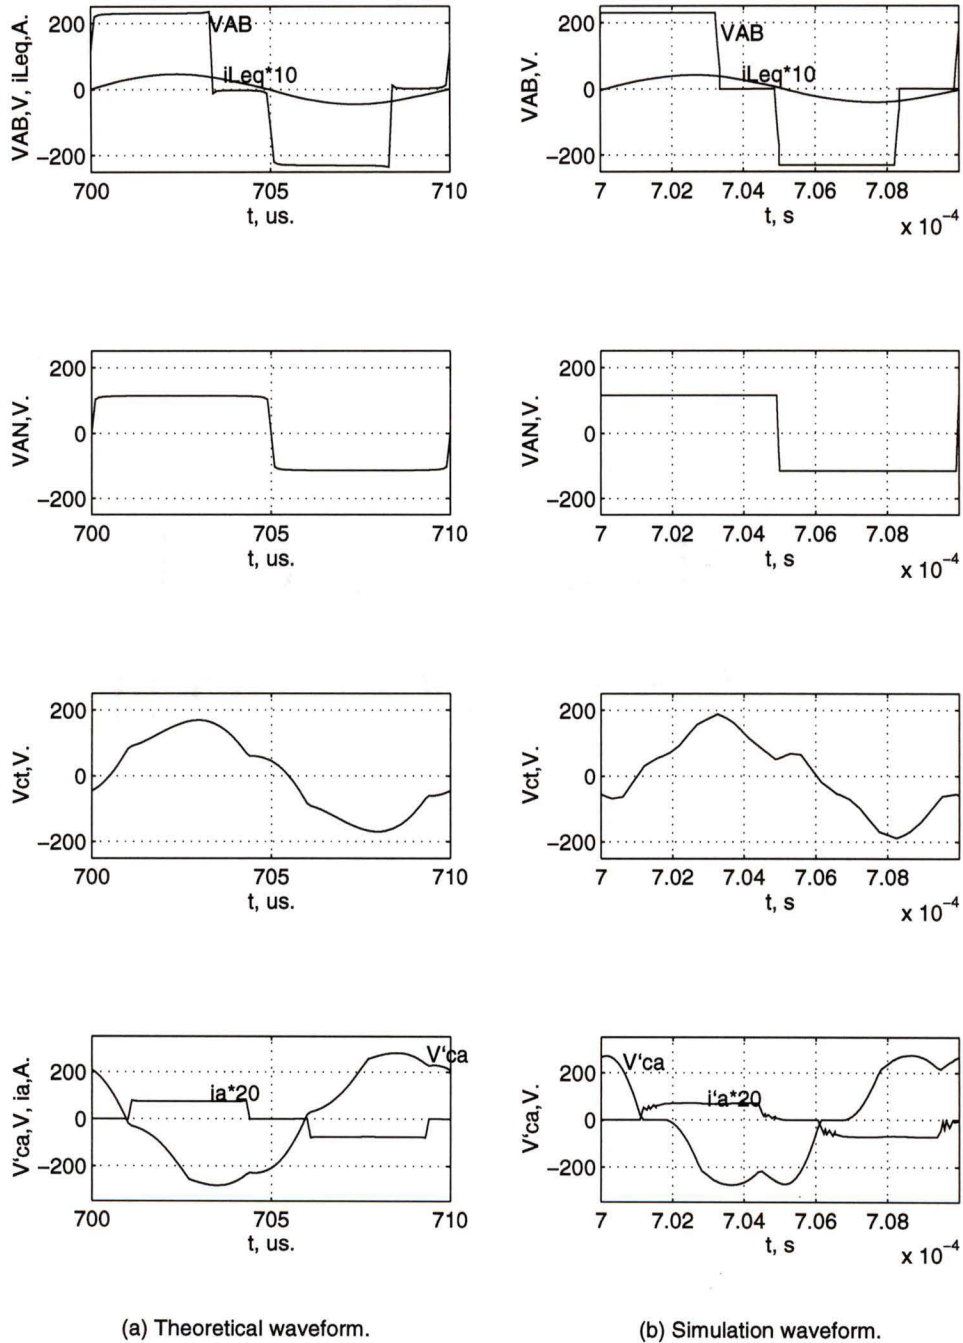 VAB,V, iLeq,A.
200
0
−200
VAB
iLeq*10
700
705
710
t, us.
VAB,V.
200
0
−200
VAB
iLeq*10
7
7.02
7.04
7.06
7.08
t, s
x 10−4
VAN,V.
200
0
−200
700
705
710
t, us.
VAN,V.
200
0
−200
7
7.02
7.04
7.06
7.08
t, s
x 10−4
Vct,V.
200
0
−200
700
705
710
t, us.
Vct,V.
200
0
−200
7
7.02
7.04
7.06
7.08
t, s
x 10−4
V‘ca,V, ia,A.
200
0
−200
V‘ca
ia*20
700
705
710
t, us.
V‘ca,V.
200
0
−200
V‘ca
i‘a*20
7
7.02
7.04
7.06
7.08
t, s
x 10−4
(a) Theoretical waveform.
(b) Simulation waveform.